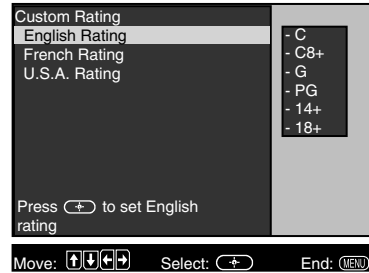 Custom Rating
English Rating
French Rating
U.S.A. Rating
- C
- C8+
- G
- PG
- 14+
- 18+
Press to set English
rating
Move: Select: End: MENU